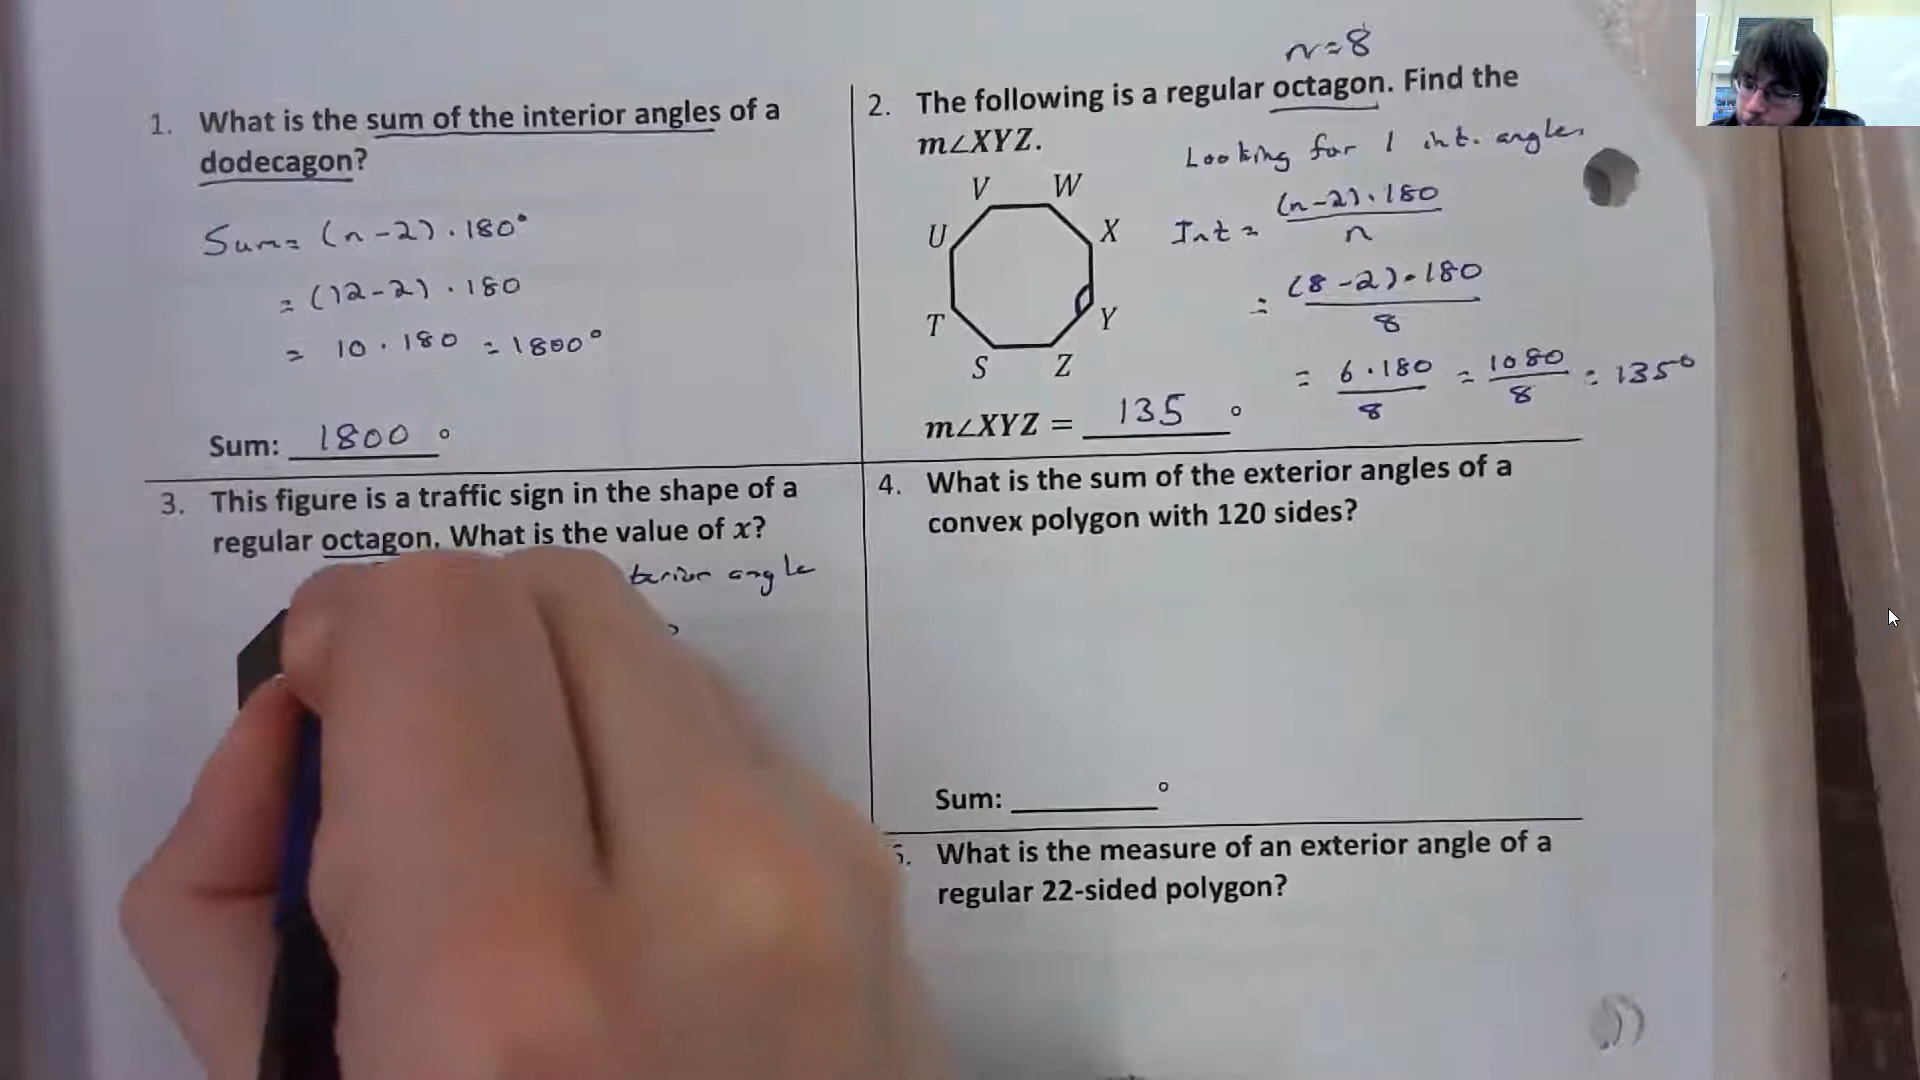 1. What is the sum of the interior angles of a
dodecagon?
Sum= (n-2).180°
= (12-2) . 180
= 10 . 180 = 1800°
Sum: 1800 °
n=8
2. The following is a regular octagon. Find the
m∠XYZ.
Looking for 1 int. angle.
V W
U X
T Y
S Z
Int = (n-2).180
n
= (8-2).180
8
= 6.180 = 1080 = 135°
8 8
m∠XYZ = 135 °
3. This figure is a traffic sign in the shape of a
regular octagon. What is the value of x?
terior angle
4. What is the sum of the exterior angles of a
convex polygon with 120 sides?
Sum: ________°
What is the measure of an exterior angle of a
regular 22-sided polygon?